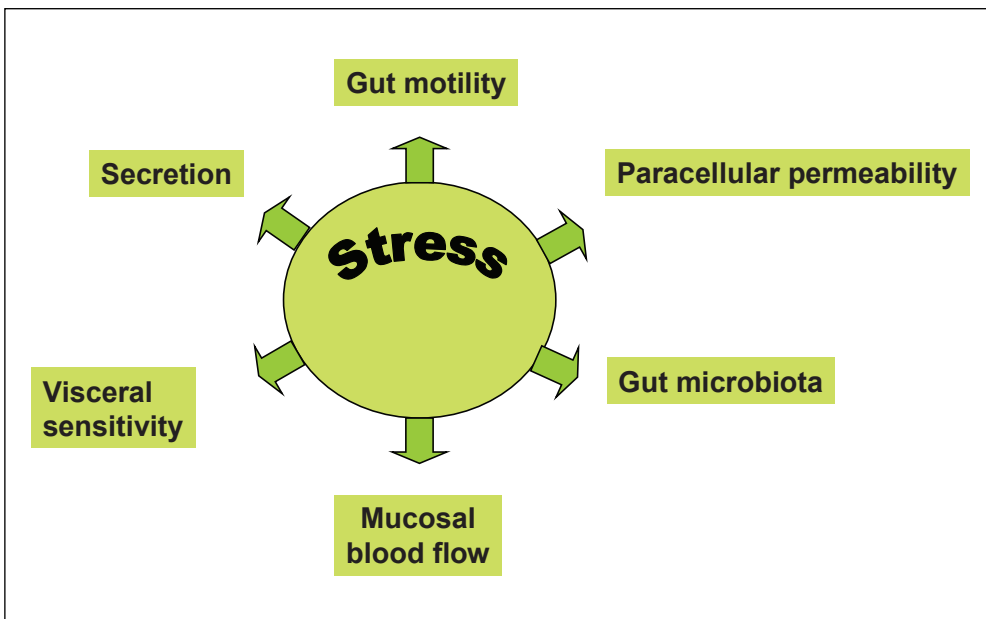 Gut motility
Secretion
Paracellular permeability
Stress
Visceral
sensitivity
Gut microbiota
Mucosal
blood flow